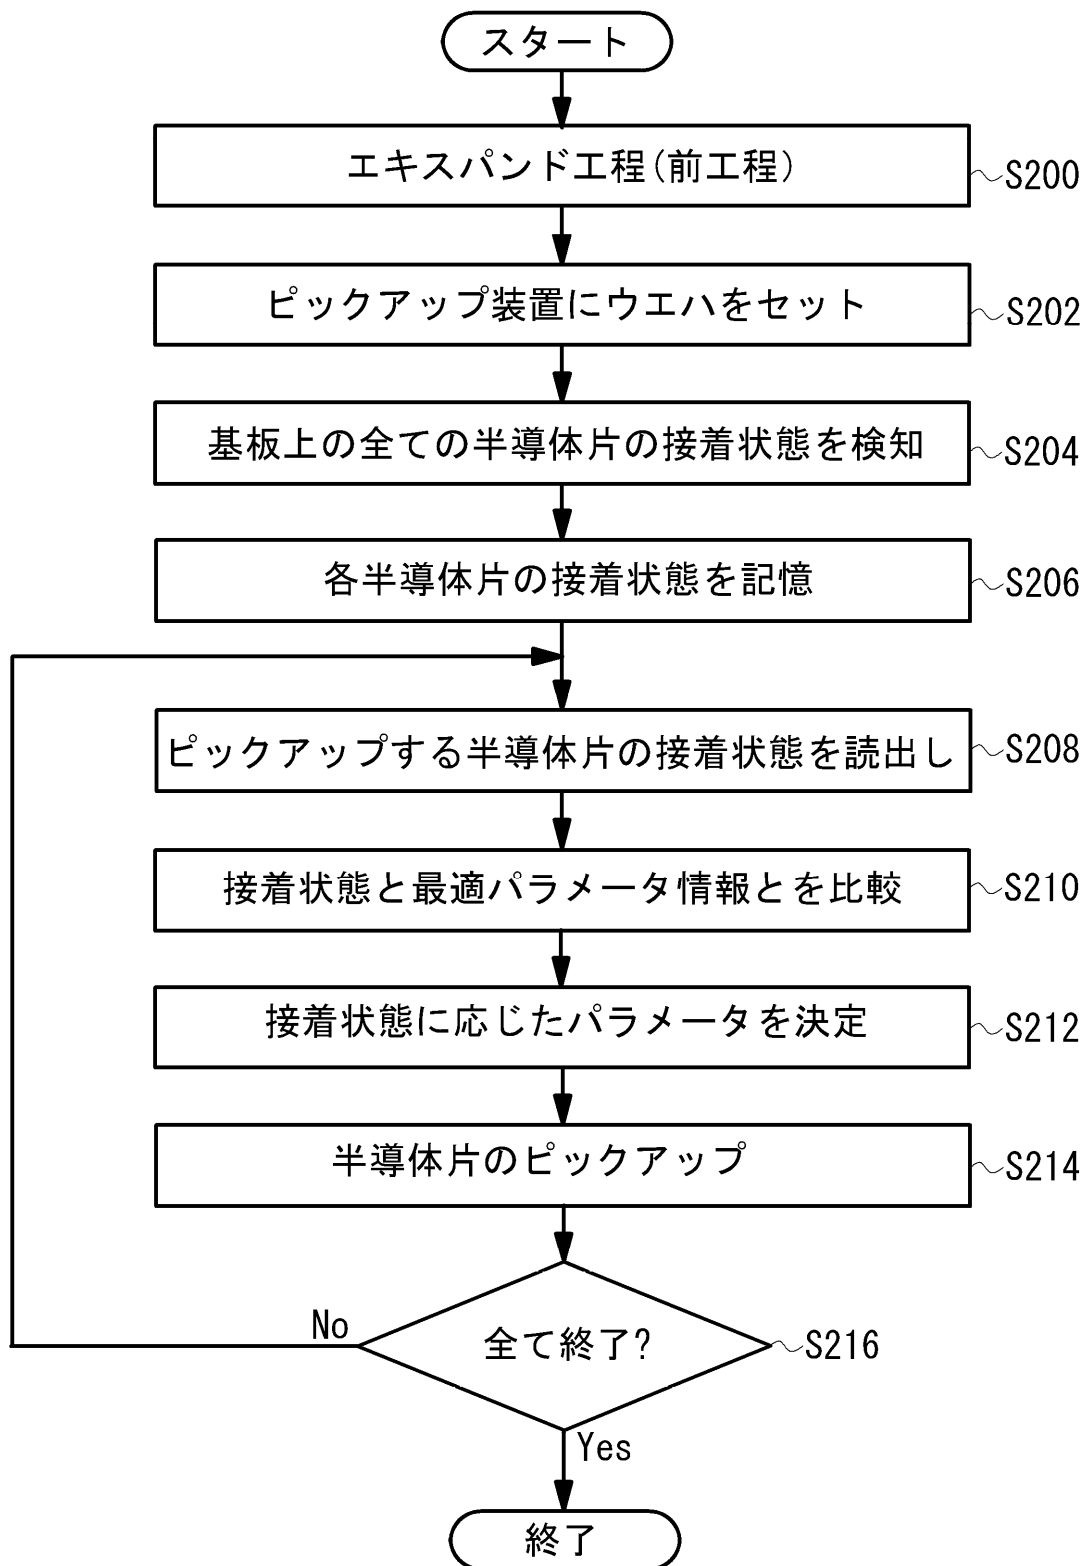 スタート
エキスパンド工程(前工程)
S200
ピックアップ装置にウエハをセット
S202
基板上の全ての半導体片の接着状態を検知
S204
各半導体片の接着状態を記憶
S206
ピックアップする半導体片の接着状態を読出し
S208
接着状態と最適パラメータ情報とを比較
S210
接着状態に応じたパラメータを決定
S212
半導体片のピックアップ
S214
No
全て終了?
S216
Yes
終了